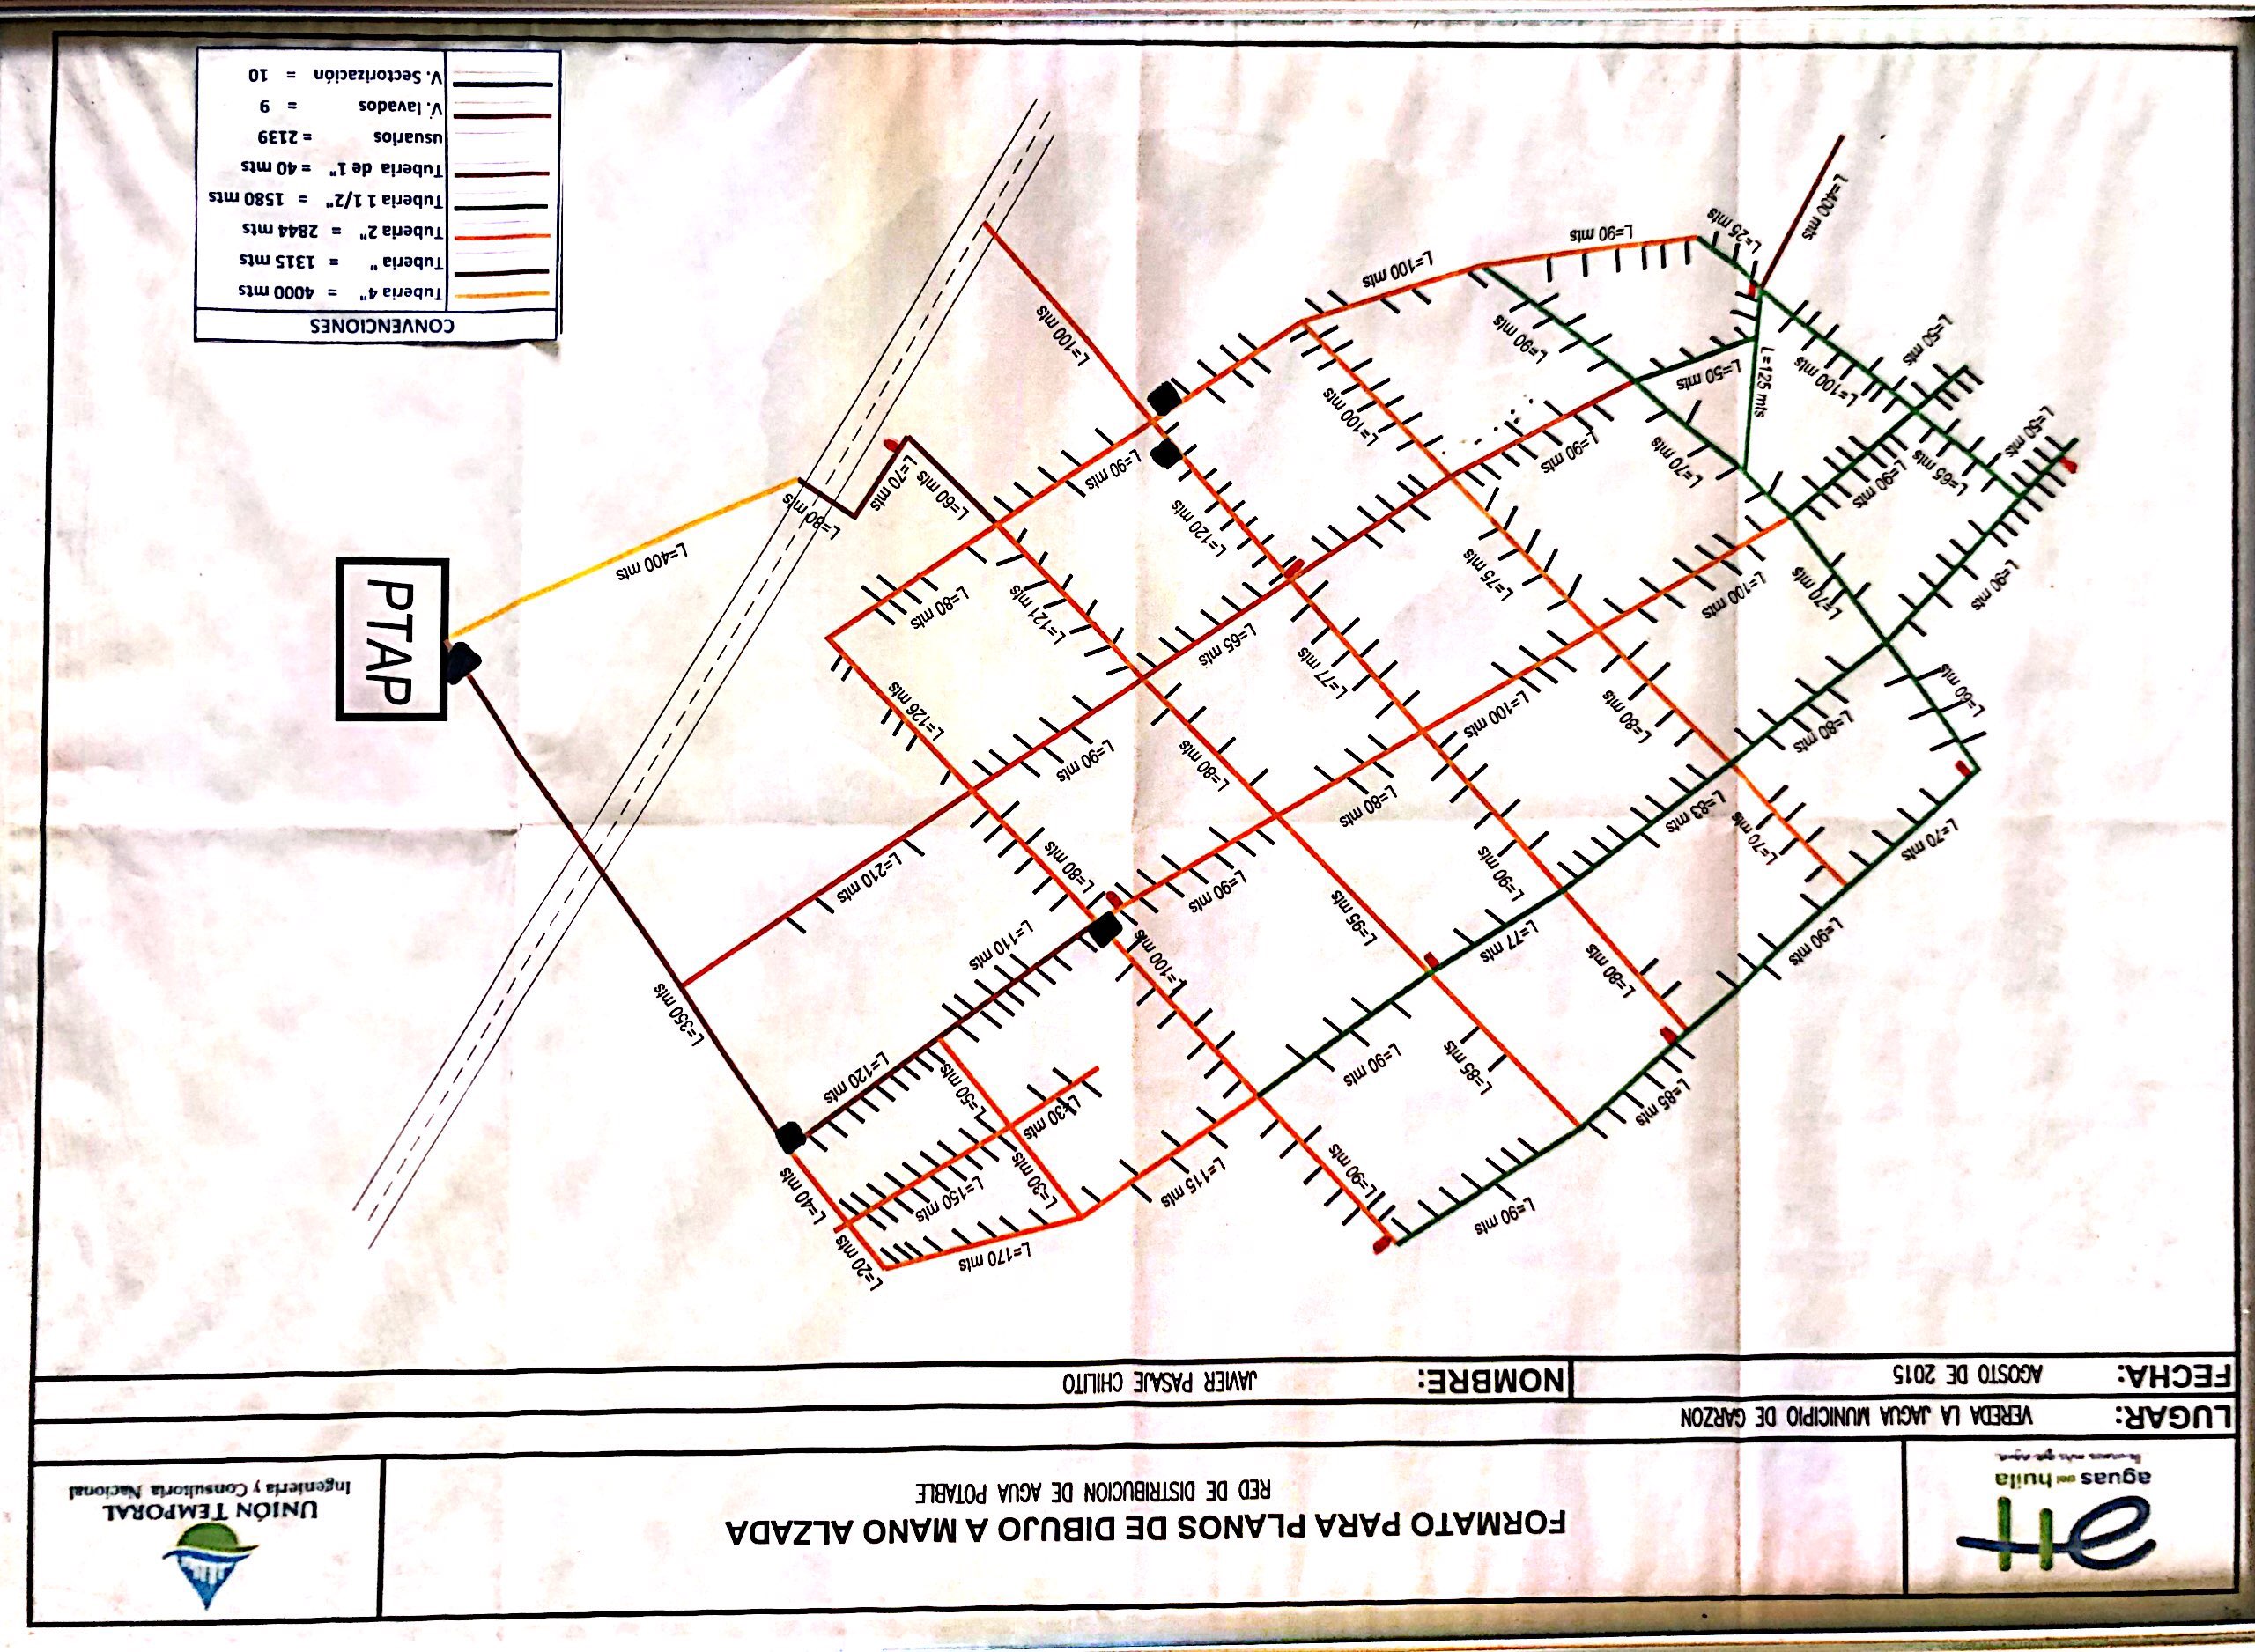 FORMATO PARA PLANOS DE DIBUJO A MANO ALZADA
RED DE DISTRIBUCION DE AGUA POTABLE
aguas del huila
UNIÓN TEMPORAL
Ingeniería y Consultoría Nacional
LUGAR: VEREDA LA JAGUA MUNICIPIO DE GARZON
FECHA: AGOSTO DE 2015
NOMBRE: JAVIER PASAJE CHILITO
L=20 mts
L=170 mts
L=40 mts
L=150 mts
L=30 mts
L=30 mts
L=50 mts
L=115 mts
L=90 mts
L=90 mts
L=120 mts
L=110 mts
L=350 mts
L=100 mts
L=90 mts
L=85 mts
L=85 mts
L=95 mts
L=77 mts
L=80 mts
L=90 mts
L=70 mts
L=210 mts
L=80 mts
L=90 mts
L=80 mts
L=90 mts
L=83 mts
L=70 mts
L=80 mts
L=60 mts
L=126 mts
L=90 mts
L=80 mts
L=100 mts
L=80 mts
L=77 mts
L=65 mts
L=121 mts
L=80 mts
L=75 mts
L=100 mts
L=70 mts
L=90 mts
PTAP
L=400 mts
L=80 mts
L=70 mts
L=60 mts
L=90 mts
L=120 mts
L=90 mts
L=70 mts
L=90 mts
L=65 mts
L=50 mts
L=100 mts
L=100 mts
L=90 mts
L=50 mts
L=125 mts
L=100 mts
L=50 mts
L=100 mts
L=90 mts
L=25 mts
L=400 mts
CONVENCIONES
Tuberia 4" = 4000 mts
Tuberia " = 1315 mts
Tuberia 2" = 2844 mts
Tuberia 1 1/2" = 1580 mts
Tuberia de 1" = 40 mts
usuarios = 2139
V. lavados = 9
V. Sectorización = 10